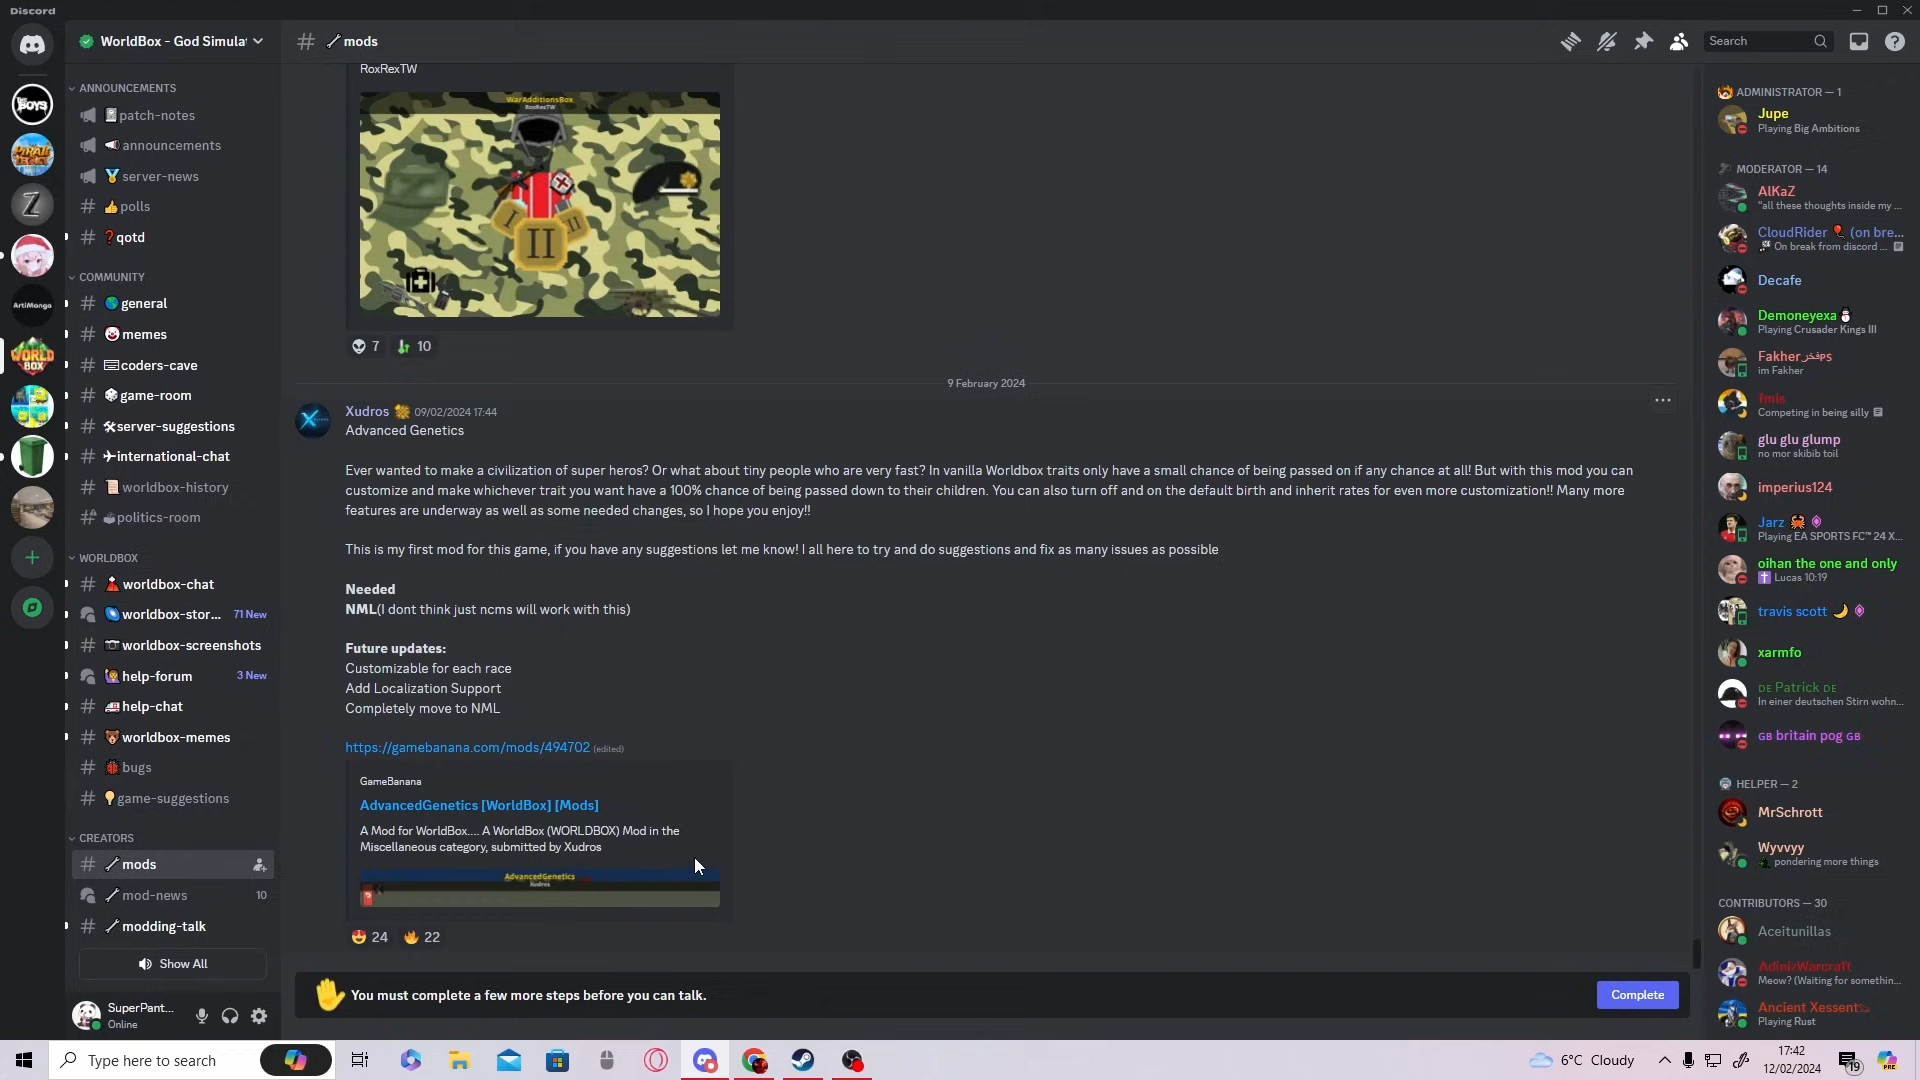 Discord
WorldBox - God Simula
mods
Search
THE BOYS
PIRATE
Z
ArtiManga
WORLD BOX
ANNOUNCEMENTS
patch-notes
announcements
server-news
polls
qotd
COMMUNITY
general
memes
coders-cave
game-room
server-suggestions
international-chat
worldbox-history
politics-room
WORLDBOX
worldbox-chat
worldbox-stor... 71 New
worldbox-screenshots
help-forum 3 New
help-chat
worldbox-memes
bugs
game-suggestions
CREATORS
mods
mod-news 10
modding-talk
Show All
SuperPant...
Online
RoxRexTW
WarAdditionsBox
RoxRexTW
I II II
7 10
9 February 2024
Xudros 09/02/2024 17:44
Advanced Genetics
Ever wanted to make a civilization of super heros? Or what about tiny people who are very fast? In vanilla Worldbox traits only have a small chance of being passed on if any chance at all! But with this mod you can
customize and make whichever trait you want have a 100% chance of being passed down to their children. You can also turn off and on the default birth and inherit rates for even more customization!! Many more
features are underway as well as some needed changes, so I hope you enjoy!!
This is my first mod for this game, if you have any suggestions let me know! I all here to try and do suggestions and fix as many issues as possible
Needed
NML(I dont think just ncms will work with this)
Future updates:
Customizable for each race
Add Localization Support
Completely move to NML
https://gamebanana.com/mods/494702 (edited)
GameBanana
AdvancedGenetics [WorldBox] [Mods]
A Mod for WorldBox.... A WorldBox (WORLDBOX) Mod in the
Miscellaneous category, submitted by Xudros
AdvancedGenetics
Xudros
24 22
You must complete a few more steps before you can talk.
Complete
ADMINISTRATOR — 1
Jupe
Playing Big Ambitions
MODERATOR — 14
AlKaZ
"all these thoughts inside my ...
CloudRider (on bre...
On break from discord ...
Decafe
Demoneyexa
Playing Crusader Kings III
Fakher
im Fakher
Competing in being silly
glu glu glump
no mor skibib toil
imperius124
Jarz
Playing EA SPORTS FC™ 24 X...
oihan the one and only
Lucas 10:19
travis scott
xarmfo
DE Patrick DE
In einer deutschen Stirn wohn...
GB britain pog GB
HELPER — 2
MrSchrott
Wyvvyy
pondering more things
CONTRIBUTORS — 30
Aceitunillas
AdinizWarcraft
Meow? (Waiting for somethin...
Ancient Xessent
Playing Rust
Type here to search
6°C Cloudy
17:42
12/02/2024
19
PRE